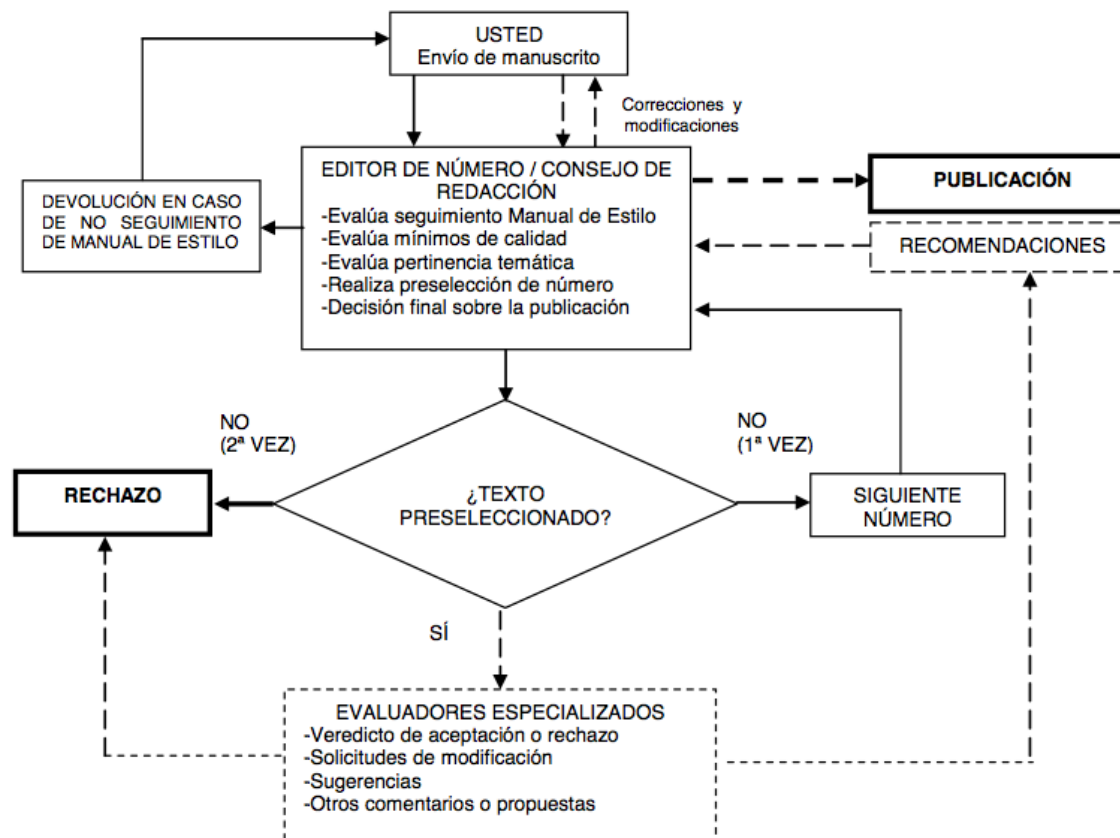 USTED
Envío de manuscrito
Correcciones y
modificaciones
EDITOR DE NÚMERO / CONSEJO DE
REDACCIÓN
-Evalúa seguimiento Manual de Estilo
-Evalúa mínimos de calidad
-Evalúa pertinencia temática
-Realiza preselección de número
-Decisión final sobre la publicación
PUBLICACIÓN
RECOMENDACIONES
DEVOLUCIÓN EN CASO
DE NO SEGUIMIENTO
DE MANUAL DE ESTILO
NO
(2ª VEZ)
NO
(1ª VEZ)
RECHAZO
¿TEXTO
PRESELECCIONADO?
SIGUIENTE
NÚMERO
SÍ
EVALUADORES ESPECIALIZADOS
-Veredicto de aceptación o rechazo
-Solicitudes de modificación
-Sugerencias
-Otros comentarios o propuestas